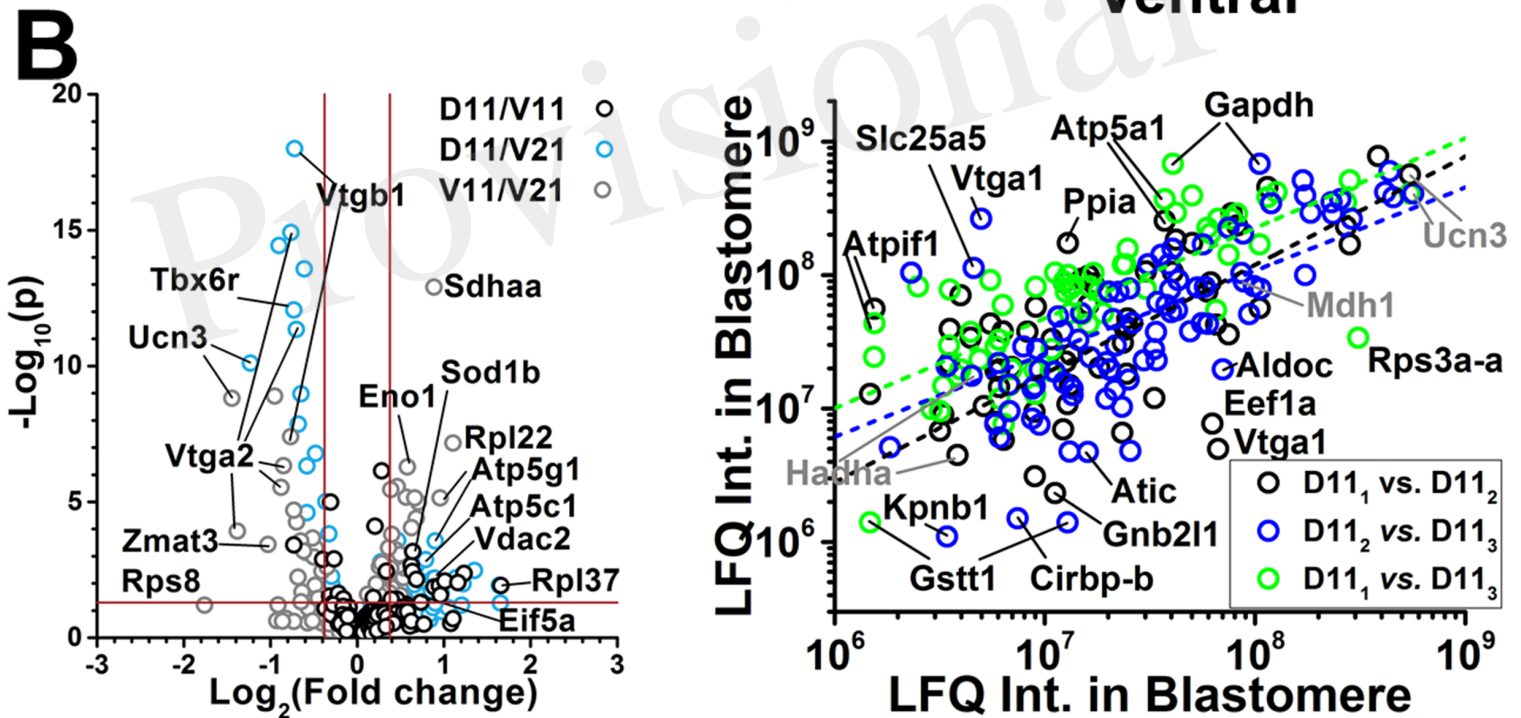 Ventral
B
Provisional
20
15
10
5
0
-3
-2
-1
0
1
2
3
-Log10(p)
Log2(Fold change)
D11/V11
D11/V21
V11/V21
Vtgb1
Tbx6r
Sdhaa
Ucn3
Sod1b
Eno1
Rpl22
Vtga2
Atp5g1
Atp5c1
Zmat3
Vdac2
Rps8
Rpl37
Eif5a
LFQ Int. in Blastomere
10^9
10^8
10^7
10^6
10^6
10^7
10^8
10^9
LFQ Int. in Blastomere
Gapdh
Slc25a5
Atp5a1
Vtga1
Ppia
Atpif1
Ucn3
Mdh1
Rps3a-a
Aldoc
Eef1a
Vtga1
Hadha
Atic
Kpnb1
Gnb2l1
Gstt1
Cirbp-b
D11₁ vs. D11₂
D11₂ vs. D11₃
D11₁ vs. D11₃